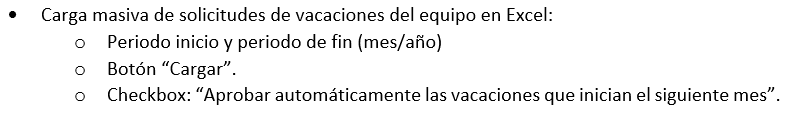 • Carga masiva de solicitudes de vacaciones del equipo en Excel:
o Periodo inicio y periodo de fin (mes/año)
o Botón “Cargar”.
o Checkbox: “Aprobar automáticamente las vacaciones que inician el siguiente mes”.